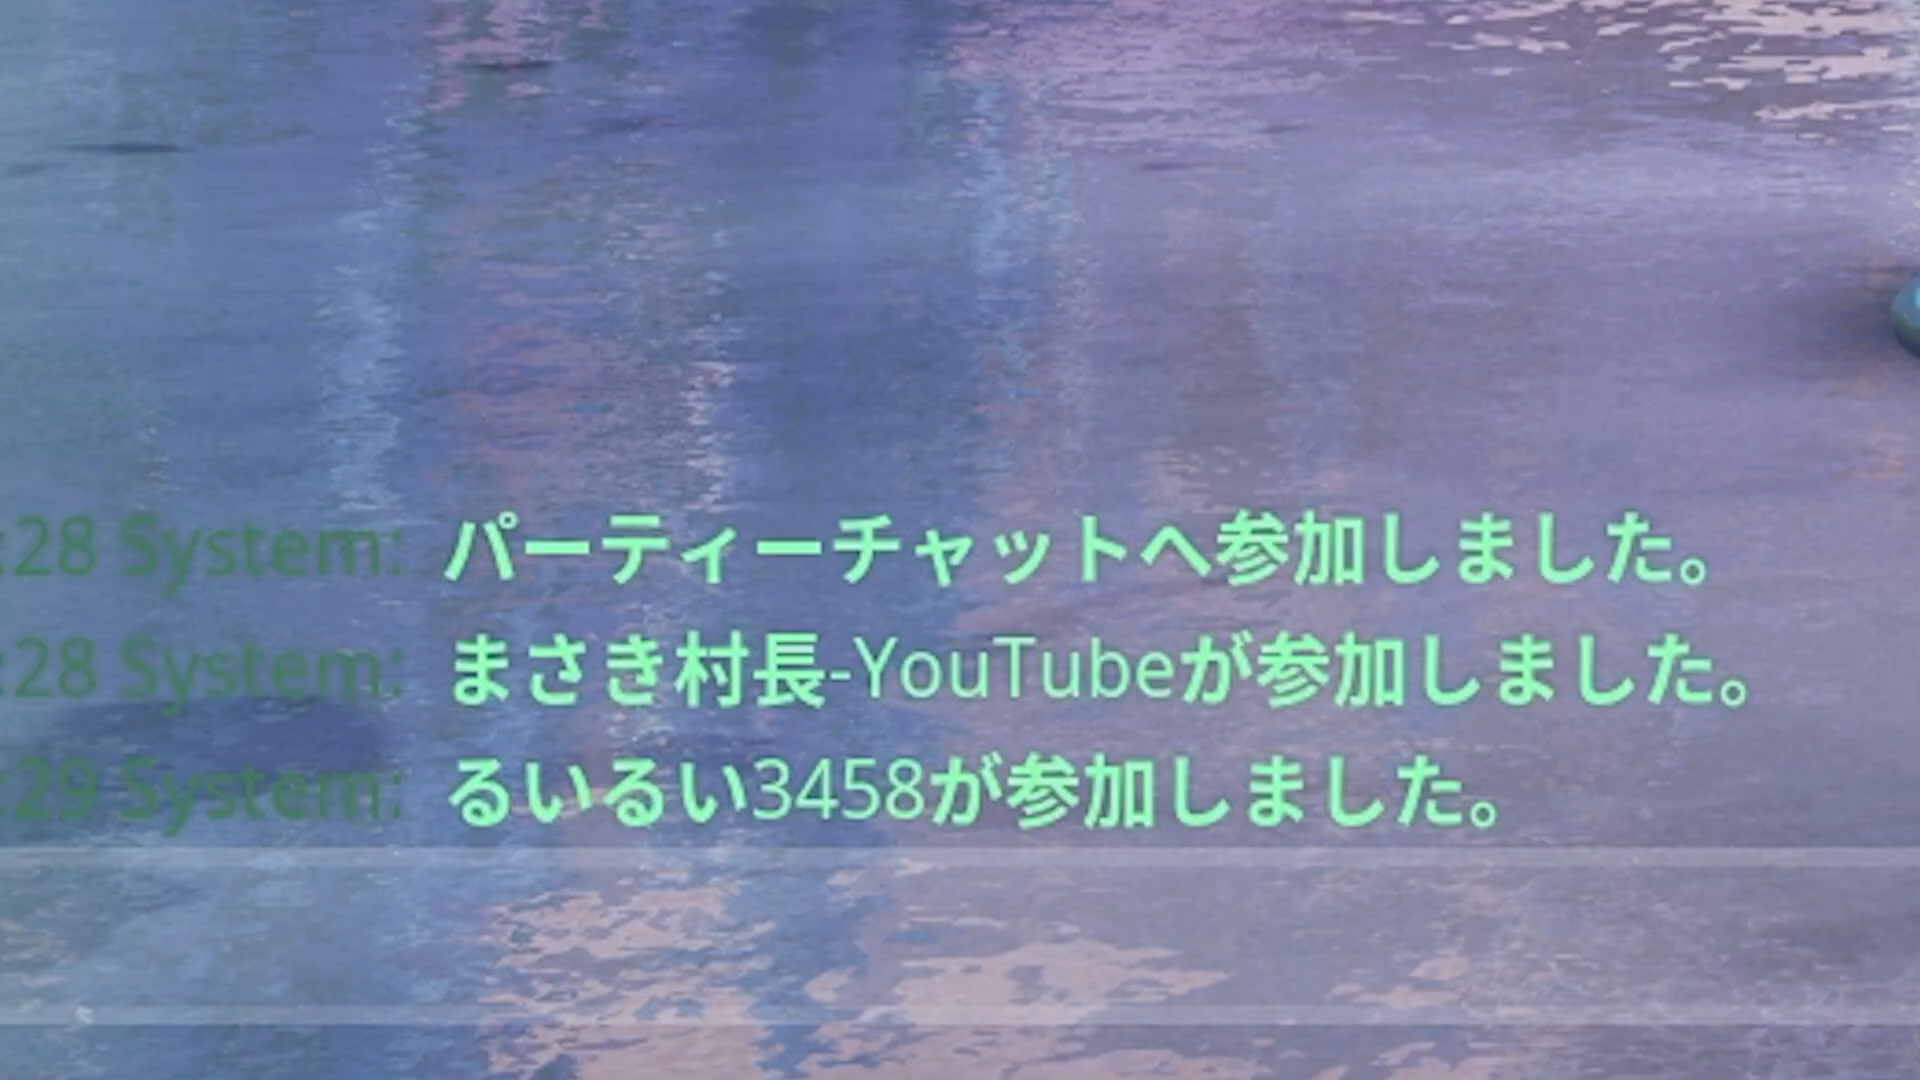 :28 System: パーティーチャットへ参加しました。
:28 System: まさき村長-YouTubeが参加しました。
:29 System: るいるい3458が参加しました。